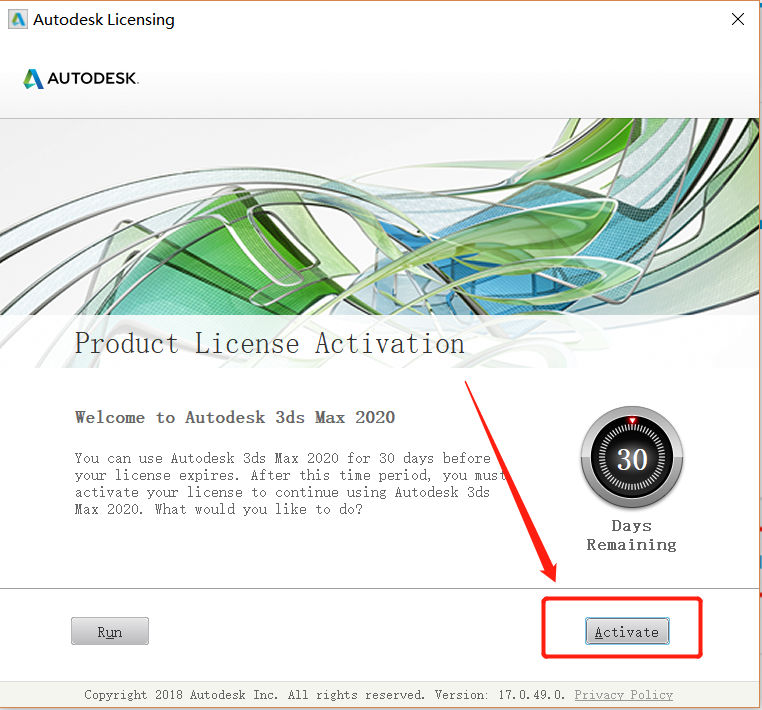 Autodesk Licensing
AUTODESK.
Product License Activation
Welcome to Autodesk 3ds Max 2020
You can use Autodesk 3ds Max 2020 for 30 days before
your license expires. After this time period, you must
activate your license to continue using Autodesk 3ds
Max 2020. What would you like to do?
30
Days
Remaining
Run
Activate
Copyright 2018 Autodesk Inc. All rights reserved. Version: 17.0.49.0. Privacy Policy